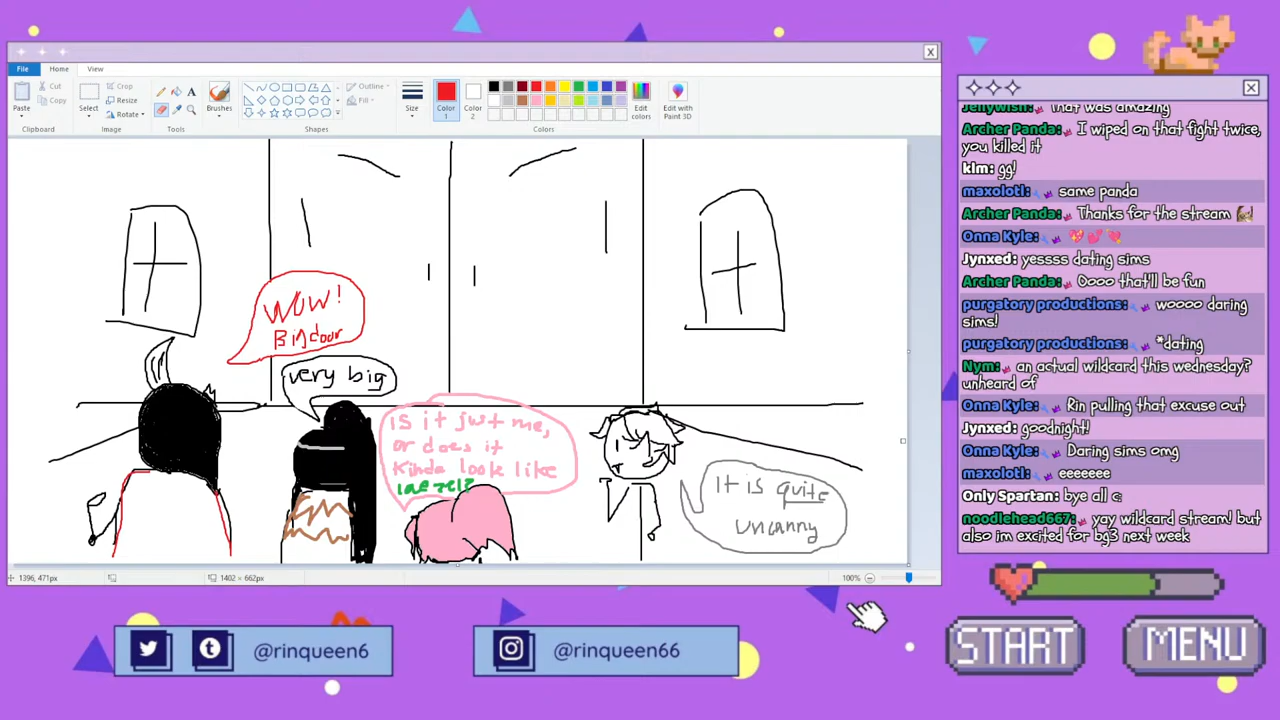 File
Home
View
Paste
Cut
Copy
Clipboard
Select
Crop
Resize
Rotate
Image
A
Tools
Brushes
Outline
Fill
Shapes
Size
Color
1
Color
2
Edit
colors
Colors
Edit with
Paint 3D
X
WOW!
Big door
very big
Is it just me,
or does it
kinda look like
It is quite
uncanny
1396, 471px
1402 × 662px
100%
@rinqueen6
@rinqueen66
X
Jellywish: That was amazing
Archer Panda: I wiped on that fight twice,
you killed it
klm: gg!
maxolotl: same panda
Archer Panda: Thanks for the stream
Onna Kyle:
Jynxed: yessss dating sims
Archer Panda: Oooo that'll be fun
purgatory productions: woooo daring
sims!
purgatory productions: *dating
Nym: an actual wildcard this wednesday?
unheard of
Onna Kyle: Rin pulling that excuse out
Jynxed: goodnight!
Onna Kyle: Daring sims omg
maxolotl: eeeeeee
Only Spartan: bye all c:
noodlehead667: yay wildcard stream! but
also im excited for bg3 next week
START
MENU